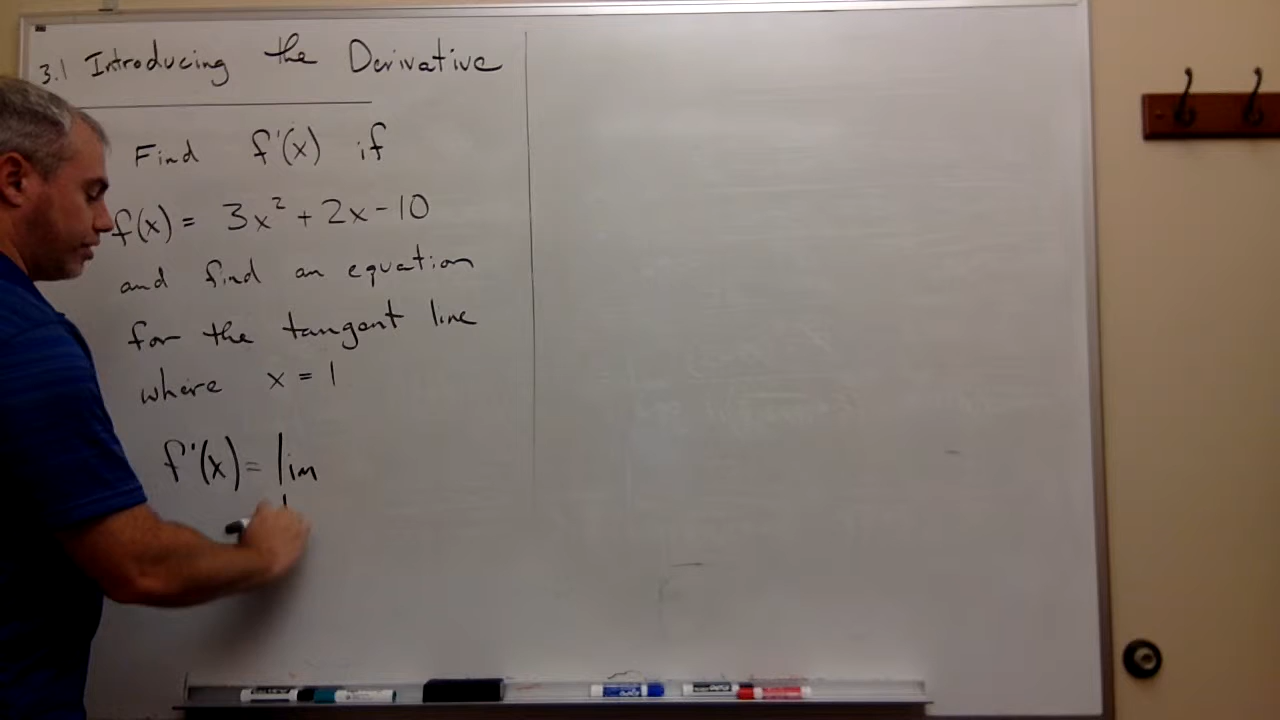 3.1 Introducing the Derivative
Find f'(x) if
f(x) = 3x² + 2x - 10
and find an equation
for the tangent line
where x = 1
f'(x) = lim